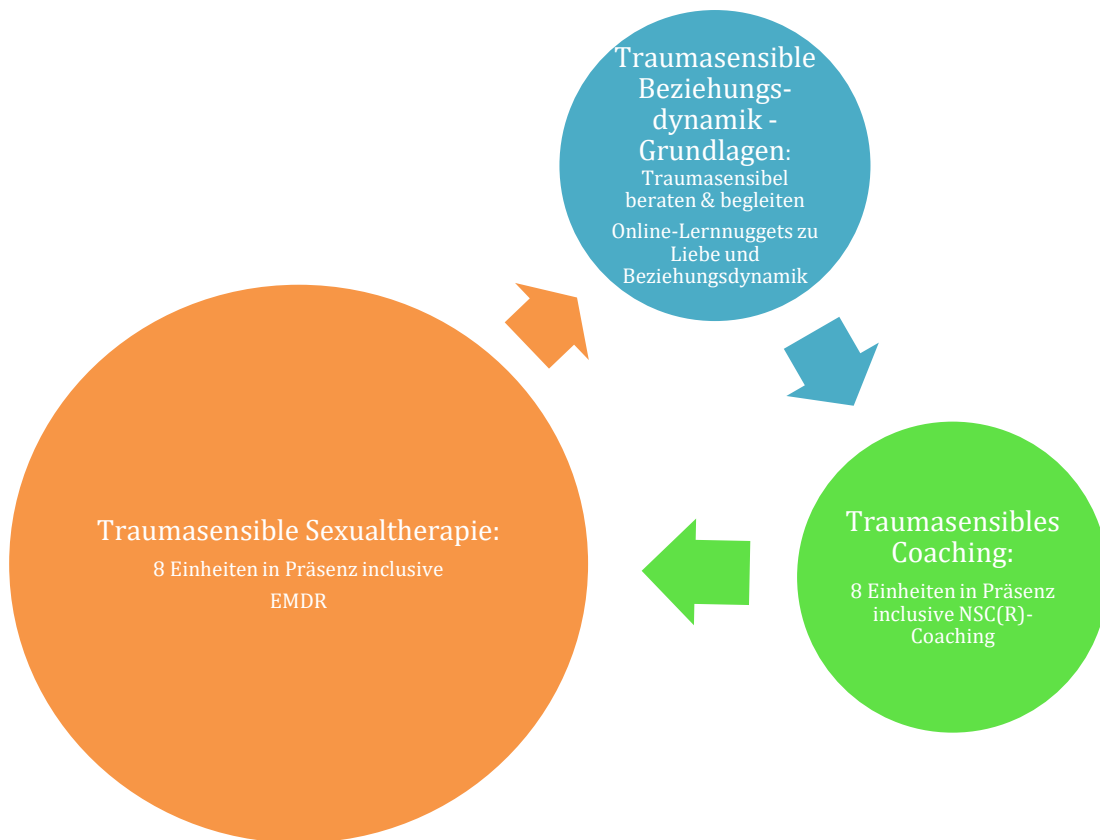 Traumasensible
Beziehungs-
dynamik -
Grundlagen:
Traumasensibel
beraten & begleiten
Online-Lernnuggets zu
Liebe und
Beziehungsdynamik
Traumasensibles
Coaching:
8 Einheiten in Präsenz
inclusive NSC(R)-
Coaching
Traumasensible Sexualtherapie:
8 Einheiten in Präsenz inclusive
EMDR